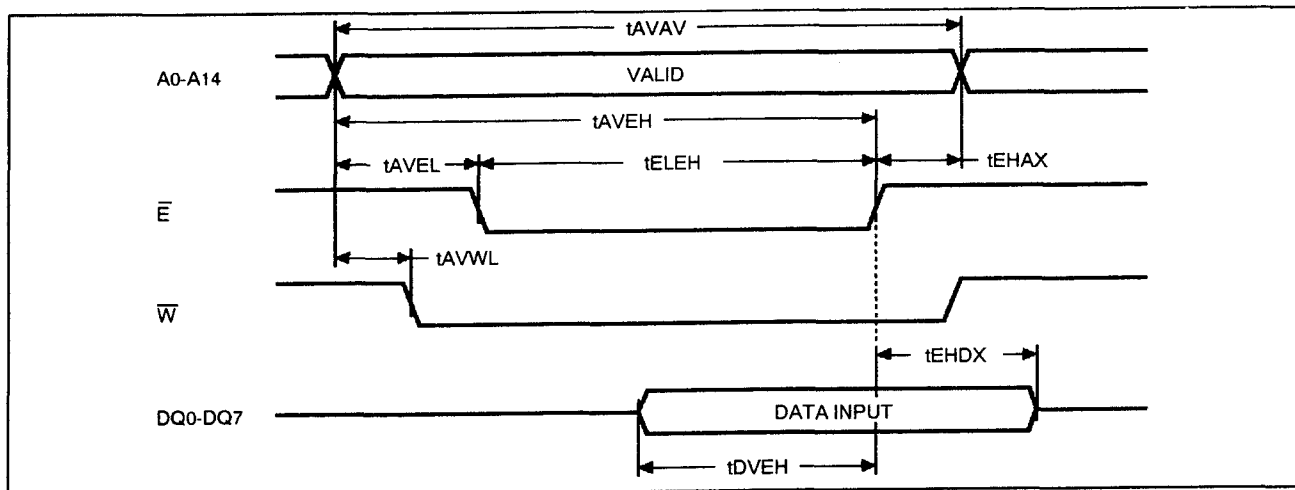 tAVAV
A0-A14
VALID
tAVEH
tAVEL
tELEH
tEHAX
E
tAVWL
W
tEHDX
DQ0-DQ7
DATA INPUT
tDVEH